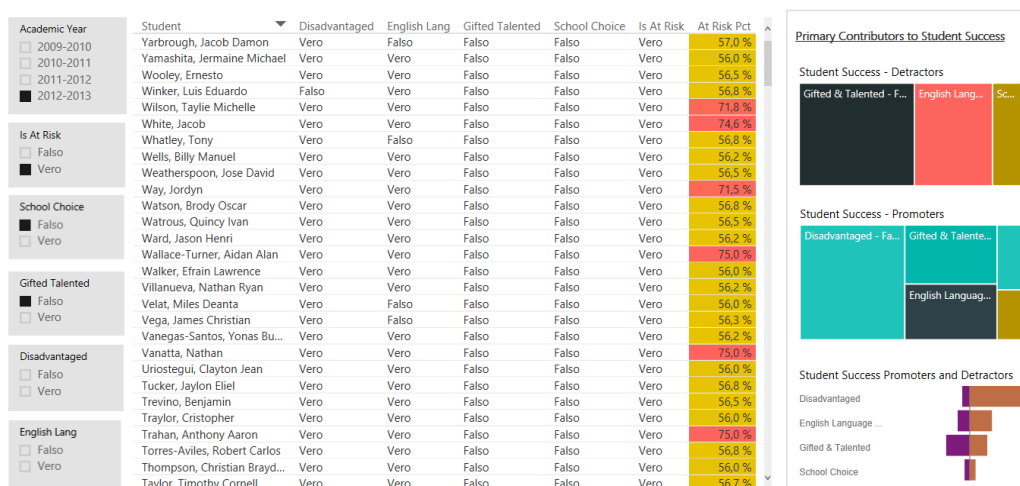 Academic Year
2009-2010
2010-2011
2011-2012
2012-2013
Is At Risk
Falso
Vero
School Choice
Falso
Vero
Gifted Talented
Falso
Vero
Disadvantaged
Falso
Vero
English Lang
Falso
Vero
Student Disadvantaged English Lang Gifted Talented School Choice Is At Risk At Risk Pct
Yarbrough, Jacob Damon Vero Falso Falso Falso Vero 57,0 %
Yamashita, Jermaine Michael Vero Vero Falso Falso Vero 56,0 %
Wooley, Ernesto Vero Vero Falso Falso Vero 56,5 %
Winker, Luis Eduardo Falso Vero Falso Falso Vero 56,8 %
Wilson, Taylie Michelle Vero Vero Falso Falso Vero 71,8 %
White, Jacob Vero Vero Falso Falso Vero 74,6 %
Whatley, Tony Vero Falso Falso Falso Vero 56,8 %
Wells, Billy Manuel Vero Vero Falso Falso Vero 56,2 %
Weatherspoon, Jose David Vero Vero Falso Falso Vero 56,5 %
Way, Jordyn Vero Vero Falso Falso Vero 71,5 %
Watson, Brody Oscar Vero Vero Falso Falso Vero 56,8 %
Watrous, Quincy Ivan Vero Vero Falso Falso Vero 56,5 %
Ward, Jason Henri Vero Vero Falso Falso Vero 56,2 %
Wallace-Turner, Aidan Alan Vero Vero Falso Falso Vero 75,0 %
Walker, Efrain Lawrence Vero Vero Falso Falso Vero 56,0 %
Villanueva, Nathan Ryan Vero Vero Falso Falso Vero 56,2 %
Velat, Miles Deanta Vero Falso Falso Falso Vero 56,0 %
Vega, James Christian Vero Falso Falso Falso Vero 56,3 %
Vanegas-Santos, Yonas Bu... Vero Vero Falso Falso Vero 56,2 %
Vanatta, Nathan Vero Vero Falso Falso Vero 75,0 %
Uriostegui, Clayton Jean Vero Vero Falso Falso Vero 56,0 %
Tucker, Jaylon Eliel Vero Vero Falso Falso Vero 56,8 %
Trevino, Benjamin Vero Vero Falso Falso Vero 56,5 %
Traylor, Cristopher Vero Vero Falso Falso Vero 56,0 %
Trahan, Anthony Aaron Vero Vero Falso Falso Vero 75,0 %
Torres-Aviles, Robert Carlos Vero Vero Falso Falso Vero 56,8 %
Thompson, Christian Brayd... Vero Vero Falso Falso Vero 56,0 %
Taylor, Timothy Cornell Vero Vero Falso Falso Vero 56,7 %
Primary Contributors to Student Success
Student Success - Detractors
Gifted & Talented - F... English Lang... Sc...
Student Success - Promoters
Disadvantaged - Fa... Gifted & Talente...
English Languag...
Student Success Promoters and Detractors
Disadvantaged
English Language ...
Gifted & Talented
School Choice